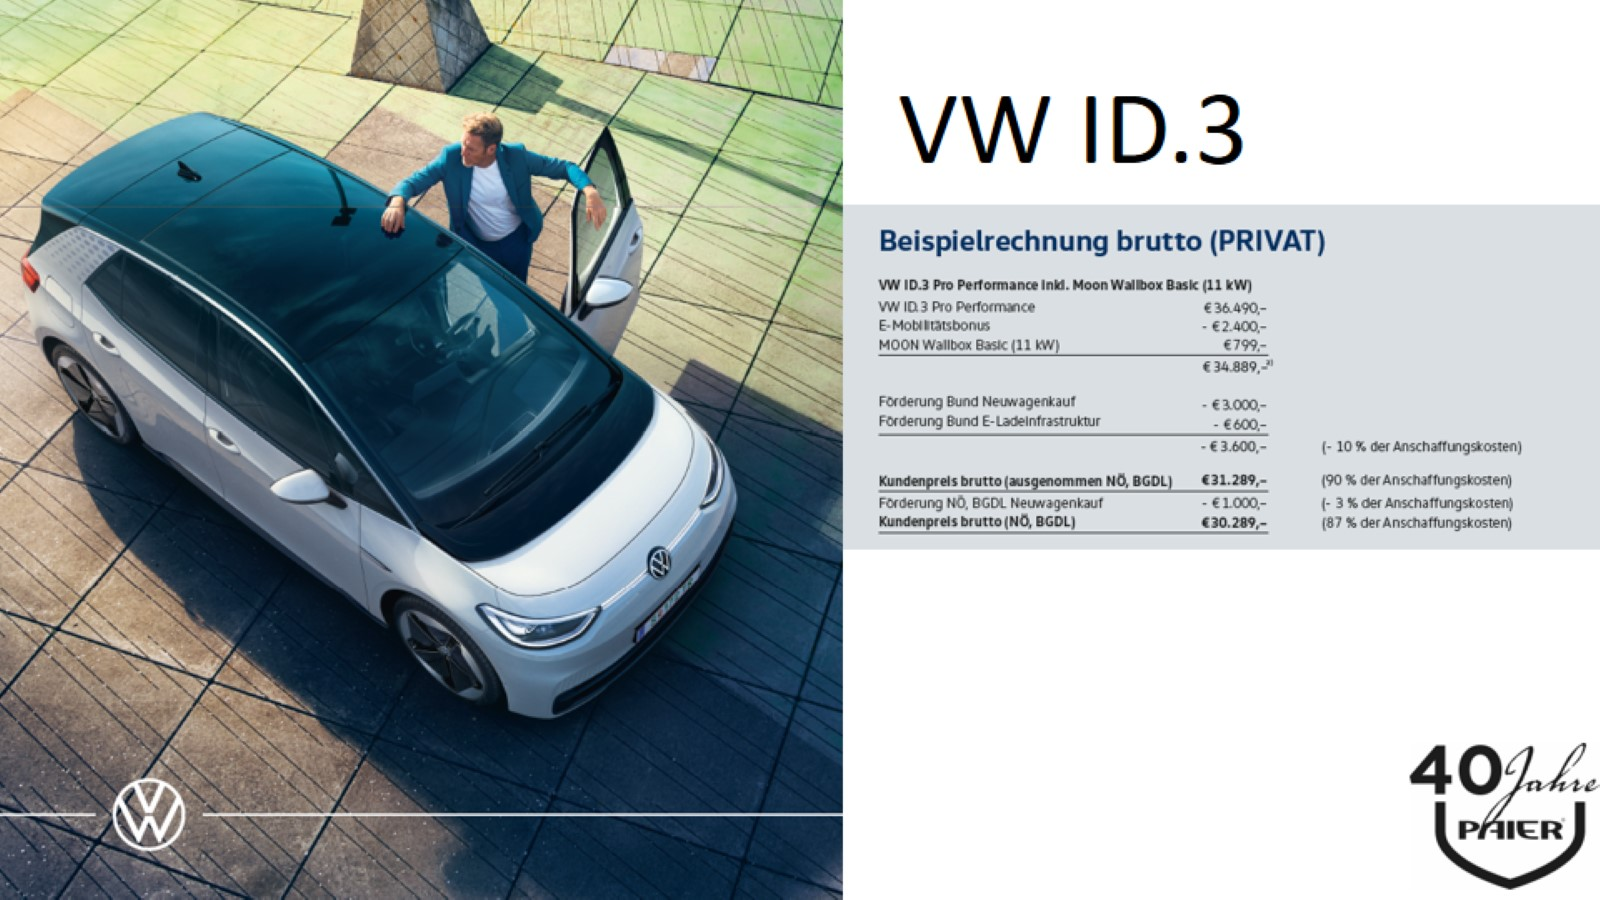 VW ID.3
Beispielrechnung brutto (PRIVAT)
VW ID.3 Pro Performance inkl. Moon Wallbox Basic (11 kW)
VW ID.3 Pro Performance € 36.490,–
E-Mobilitätsbonus - € 2.400,–
MOON Wallbox Basic (11 kW) € 799,–
€ 34.889,–²⁾
Förderung Bund Neuwagenkauf - € 3.000,–
Förderung Bund E-Ladeinfrastruktur - € 600,–
- € 3.600,– (- 10 % der Anschaffungskosten)
Kundenpreis brutto (ausgenommen NÖ, BGDL) €31.289,– (90 % der Anschaffungskosten)
Förderung NÖ, BGDL Neuwagenkauf - € 1.000,– (- 3 % der Anschaffungskosten)
Kundenpreis brutto (NÖ, BGDL) €30.289,– (87 % der Anschaffungskosten)
40 Jahre
PAIER